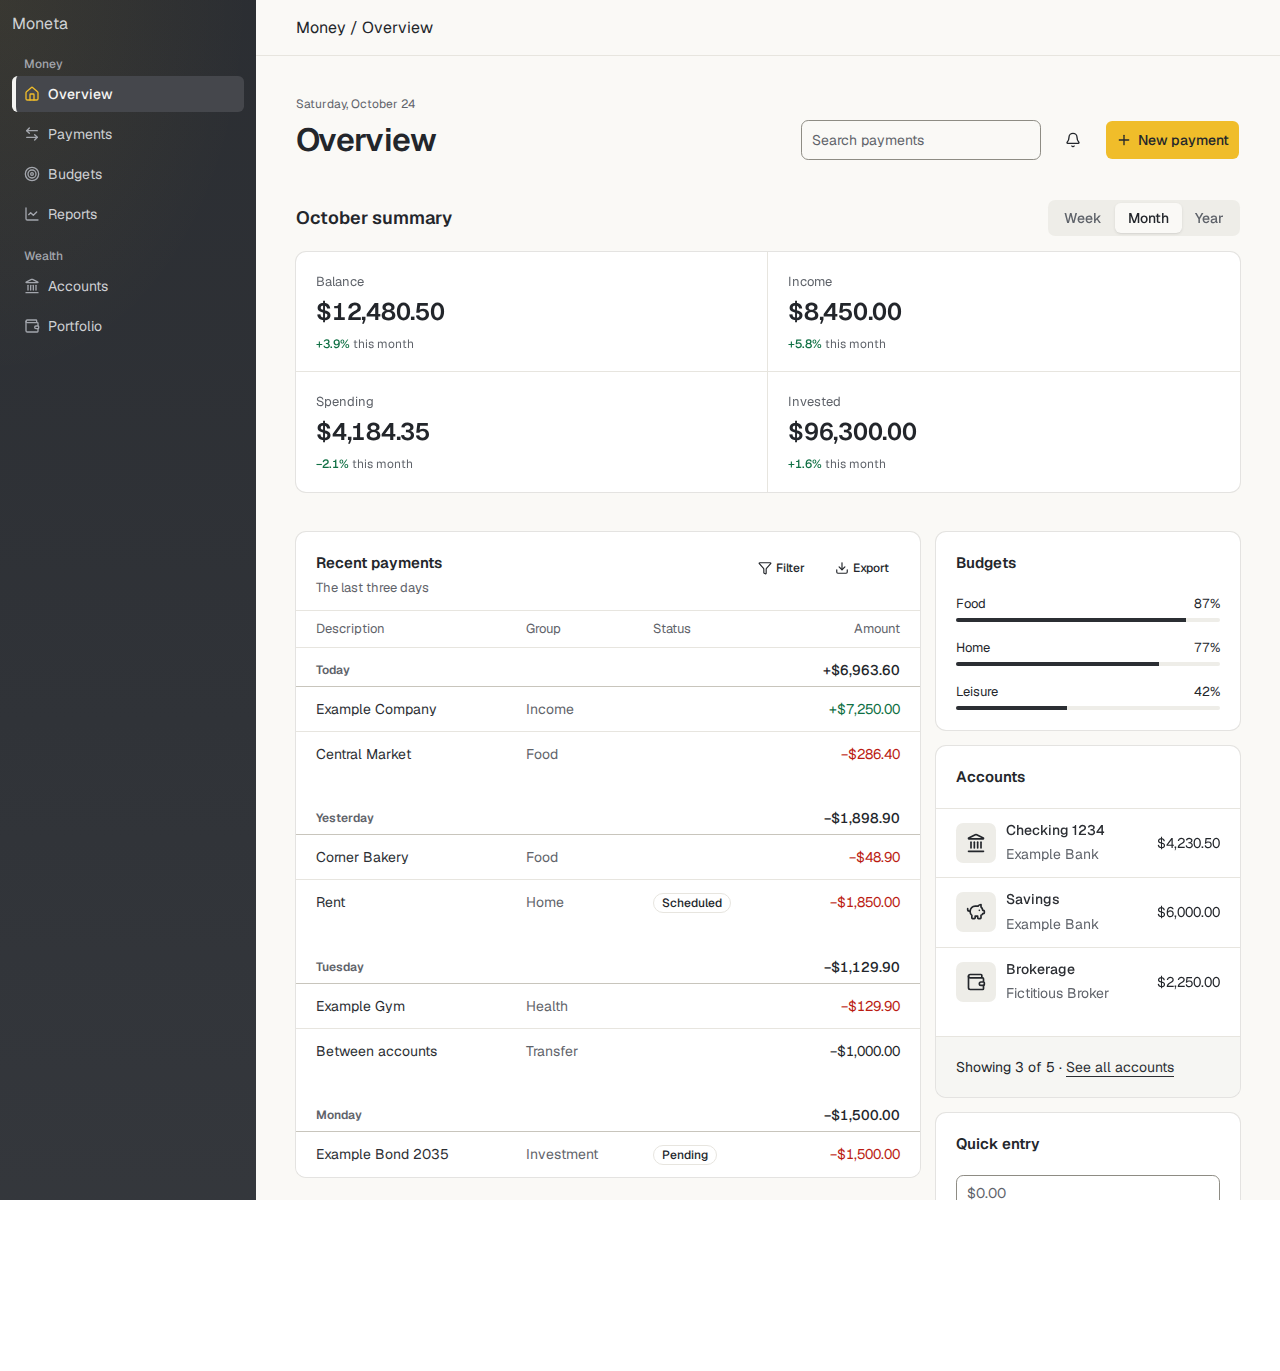 Moneta
Money
Overview
Payments
Budgets
Reports
Wealth
Accounts
Portfolio
Money / Overview
Saturday, October 24
Overview
Search payments
New payment
October summary
Week Month Year
Balance
$12,480.50
+3.9% this month
Income
$8,450.00
+5.8% this month
Spending
$4,184.35
−2.1% this month
Invested
$96,300.00
+1.6% this month
Recent payments
The last three days
Filter Export
Description Group Status Amount
Today +$6,963.60
Example Company Income +$7,250.00
Central Market Food −$286.40
Yesterday −$1,898.90
Corner Bakery Food −$48.90
Rent Home Scheduled −$1,850.00
Tuesday −$1,129.90
Example Gym Health −$129.90
Between accounts Transfer −$1,000.00
Monday −$1,500.00
Example Bond 2035 Investment Pending −$1,500.00
Budgets
Food 87%
Home 77%
Leisure 42%
Accounts
Checking 1234
Example Bank
$4,230.50
Savings
Example Bank
$6,000.00
Brokerage
Fictitious Broker
$2,250.00
Showing 3 of 5 · See all accounts
Quick entry
$0.00